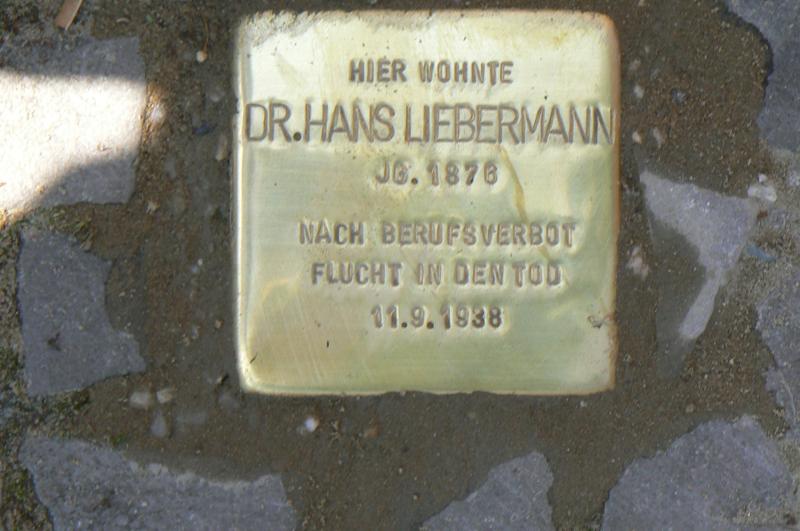 HIER WOHNTE
DR. HANS LIEBERMANN
JG. 1876
NACH BERUFSVERBOT
FLUCHT IN DEN TOD
11.9.1938